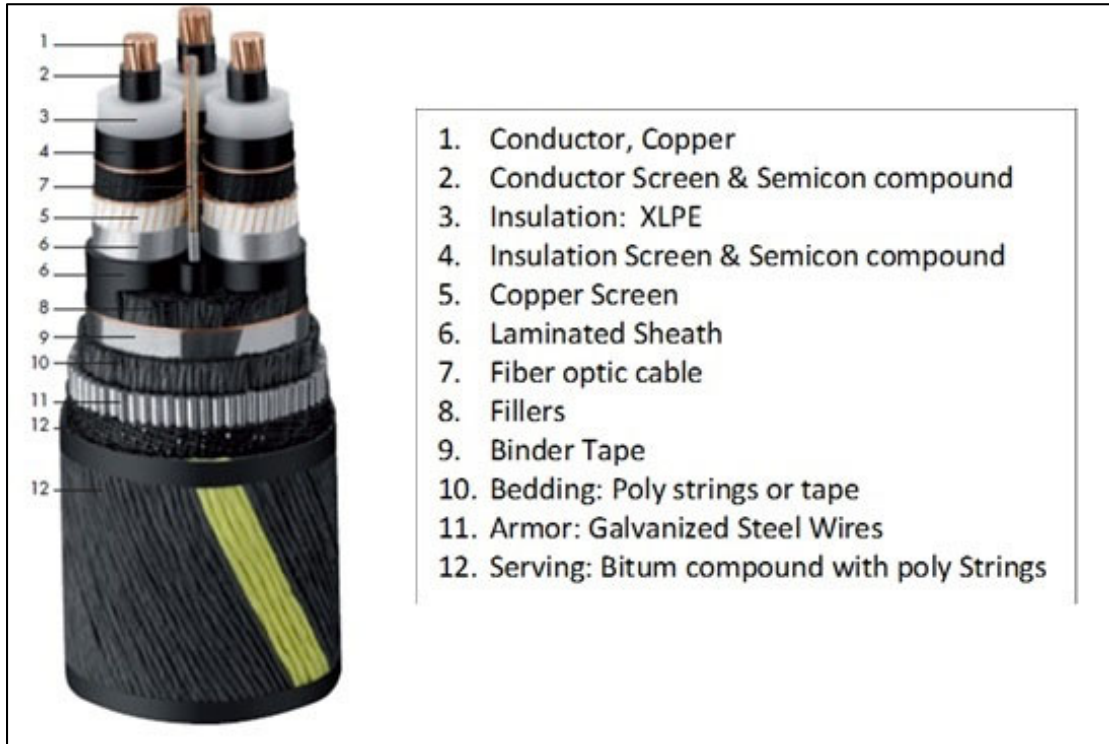 1
2
3
4
7
5
6
6
8
9
10
11
12
12
1. Conductor, Copper
2. Conductor Screen & Semicon compound
3. Insulation: XLPE
4. Insulation Screen & Semicon compound
5. Copper Screen
6. Laminated Sheath
7. Fiber optic cable
8. Fillers
9. Binder Tape
10. Bedding: Poly strings or tape
11. Armor: Galvanized Steel Wires
12. Serving: Bitum compound with poly Strings